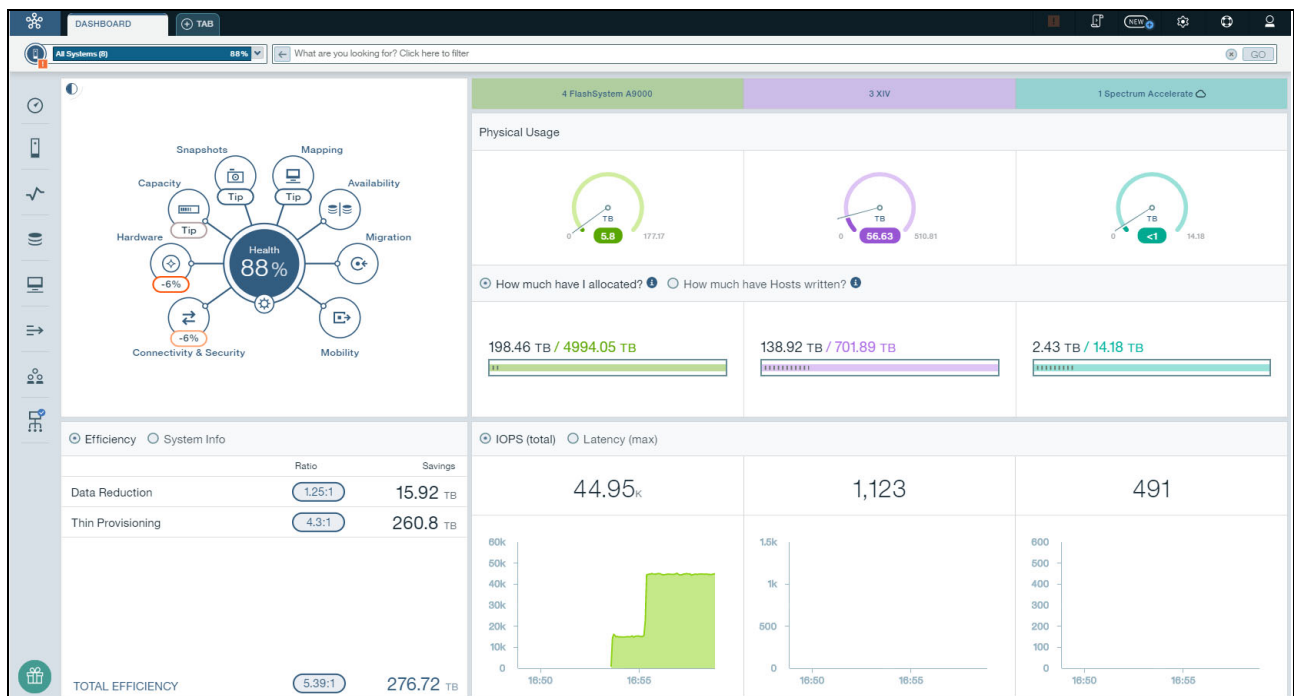 DASHBOARD
TAB
NEW
All Systems (8) 88%
What are you looking for? Click here to filter
GO
Snapshots
Mapping
Capacity
Availability
Tip
Tip
Tip
Hardware
Migration
Health
88%
-6%
-6%
Connectivity & Security
Mobility
4 FlashSystem A9000
3 XIV
1 Spectrum Accelerate
Physical Usage
TB
0 5.8 177.17
TB
0 56.63 510.81
TB
0 <1 14.18
How much have I allocated? How much have Hosts written?
198.46 TB / 4994.05 TB
138.92 TB / 701.89 TB
2.43 TB / 14.18 TB
Efficiency System Info
Ratio Savings
Data Reduction 1.25:1 15.92 TB
Thin Provisioning 4.3:1 260.8 TB
TOTAL EFFICIENCY 5.39:1 276.72 TB
IOPS (total) Latency (max)
44.95K
1,123
491
60k
50k
40k
30k
20k
10k
0
16:50 16:55
1.5k
1k
500
0
16:50 16:55
600
500
400
300
200
100
0
16:50 16:55